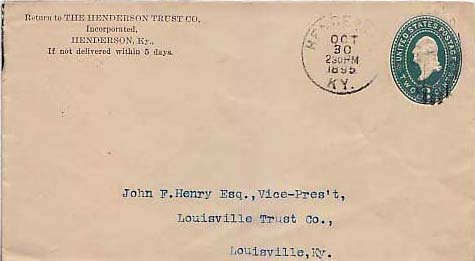 Return to THE HENDERSON TRUST CO,
Incorporated,
HENDERSON, Ky.,
If not delivered within 5 days.
OCT
30
230PM
1895
KY.
UNITED STATES POSTAGE
TWO
John F.Henry Esq.,Vice-Pres't,
Louisville Trust Co.,
Louisville,Ky.